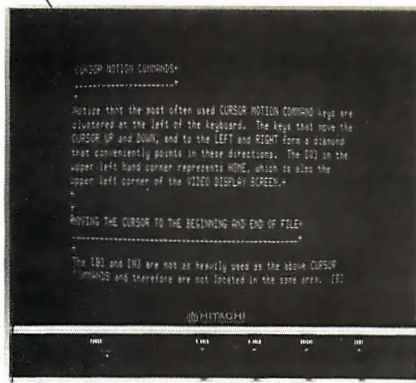 CURSOR MOTION COMMANDS+
Notice that the most often used CURSOR MOTION COMMAND keys are
clustered at the left of the keyboard. The keys that move the
CURSOR UP and DOWN, and to the LEFT and RIGHT form a diamond
that conveniently points in these directions. The [Q] in the
upper-left hand corner represents HOME, which is also the
upper left corner of the VIDEO DISPLAY SCREEN.+
+
+
MOVING THE CURSOR TO THE BEGINNING AND END OF FILE+
+
The [B] and [N] are not as heavily used as the above CURSOR
COMMANDS and therefore are not located in the same area.
HITACHI
POWER V.HOLD H.HOLD BRIGHT CONT